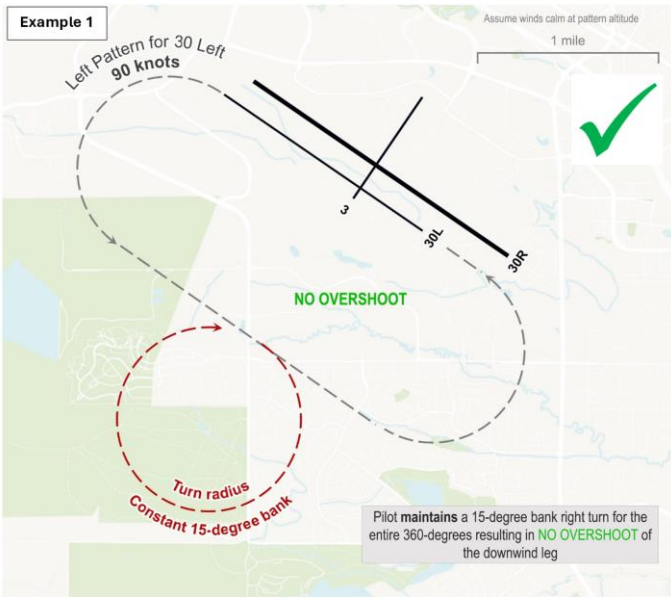 Example 1
Assume winds calm at pattern altitude
1 mile
Left Pattern for 30 Left
90 knots
3
30L
30R
NO OVERSHOOT
Turn radius
Constant 15-degree bank
Pilot maintains a 15-degree bank right turn for the
entire 360-degrees resulting in NO OVERSHOOT of
the downwind leg